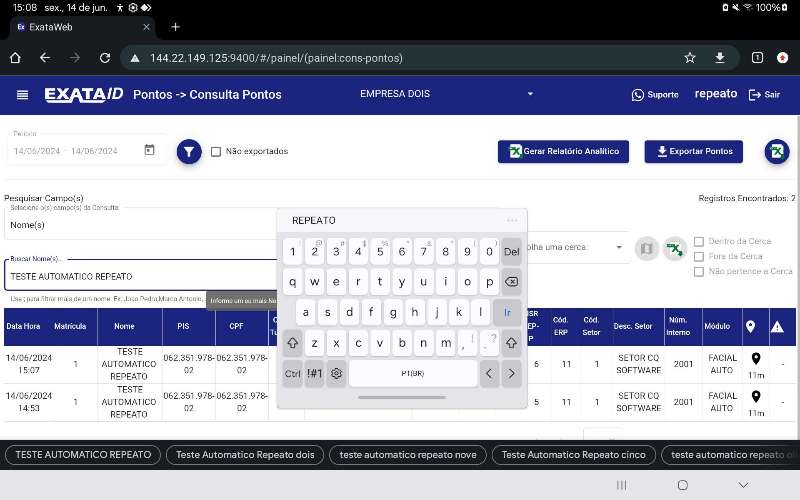 15:08 sex., 14 de jun. 100%
ExataWeb
144.22.149.125:9400/#/painel/(painel:cons-pontos)
1
EXATA ID Pontos -> Consulta Pontos EMPRESA DOIS Suporte repeato Sair
Período
14/06/2024 – 14/06/2024 Não exportados Gerar Relatório Analítico Exportar Pontos
Pesquisar Campo(s) Registros Encontrados: 2
Selecione o(s) campo(s) da Consulta
Nome(s)
REPEATO ...
1 2 3 4 5 6 7 8 9 0 Del
q w e r t y u i o p
a s d f g h j k l Ir
z x c v b n m , .
Ctrl !#1 PT(BR) < >
olha uma cerca:
Dentro da Cerca
Fora da Cerca
Não pertence a Cerca
Buscar Nome(s)..
TESTE AUTOMATICO REPEATO
Use ; para filtrar mais de um nome. Ex: Joao Pedro;Marco Antonio, Informe um ou mais No
Data Hora Matrícula Nome PIS CPF Cód. ERP Cód. Setor Desc. Setor Núm. Interno Módulo
14/06/2024 15:07 1 TESTE AUTOMATICO REPEATO 062.351.978-02 062.351.978-02 6 11 1 SETOR CQ SOFTWARE 2001 FACIAL AUTO 11m -
14/06/2024 14:53 1 TESTE AUTOMATICO REPEATO 062.351.978-02 062.351.978-02 5 11 1 SETOR CQ SOFTWARE 2001 FACIAL AUTO 11m -
TESTE AUTOMATICO REPEATO Teste Automatico Repeato dois teste automatico repeato nove Teste Automatico Repeato cinco teste automatico repeato